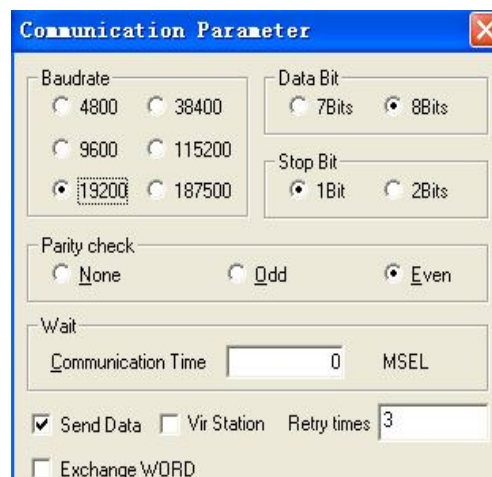 Communication Parameter
Baudrate
4800 38400
9600 115200
19200 187500
Data Bit
7Bits 8Bits
Stop Bit
1Bit 2Bits
Parity check
None Odd Even
Wait
Communication Time 0 MSEL
Send Data Vir Station Retry times 3
Exchange WORD